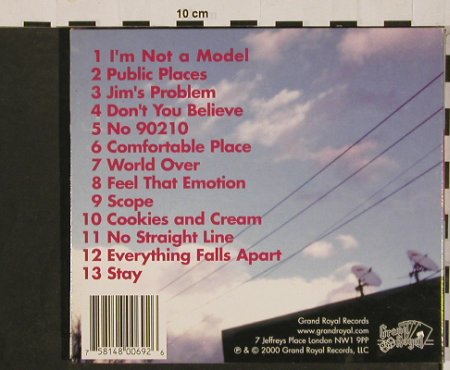 10 cm
1 I'm Not a Model
2 Public Places
3 Jim's Problem
4 Don't You Believe
5 No 90210
6 Comfortable Place
7 World Over
8 Feel That Emotion
9 Scope
10 Cookies and Cream
11 No Straight Line
12 Everything Falls Apart
13 Stay
7 58148 00692 6
Grand Royal Records
www.grandroyal.com
7 Jeffreys Place London NW1 9PP
℗ & © 2000 Grand Royal Records, LLC
Grand Royal